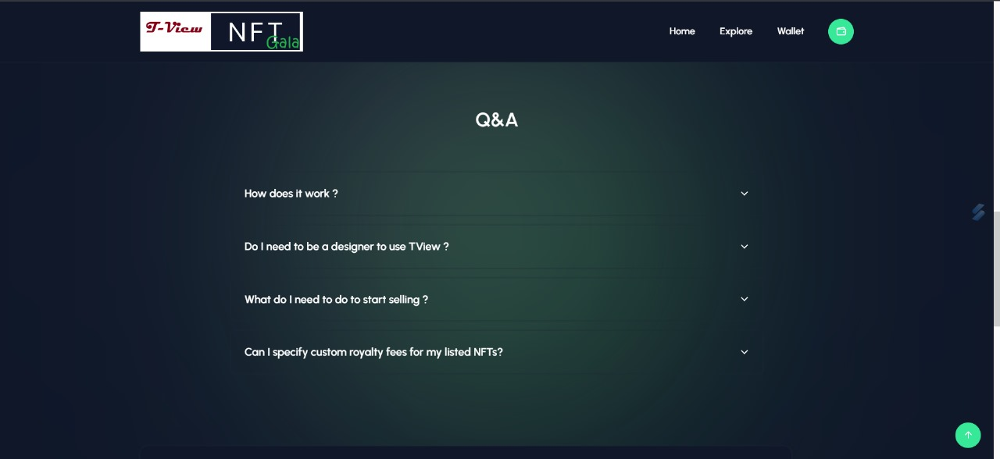 T-View
NFT
Gala
Home
Explore
Wallet
Q&A
How does it work ?
Do I need to be a designer to use TView ?
What do I need to do to start selling ?
Can I specify custom royalty fees for my listed NFTs?